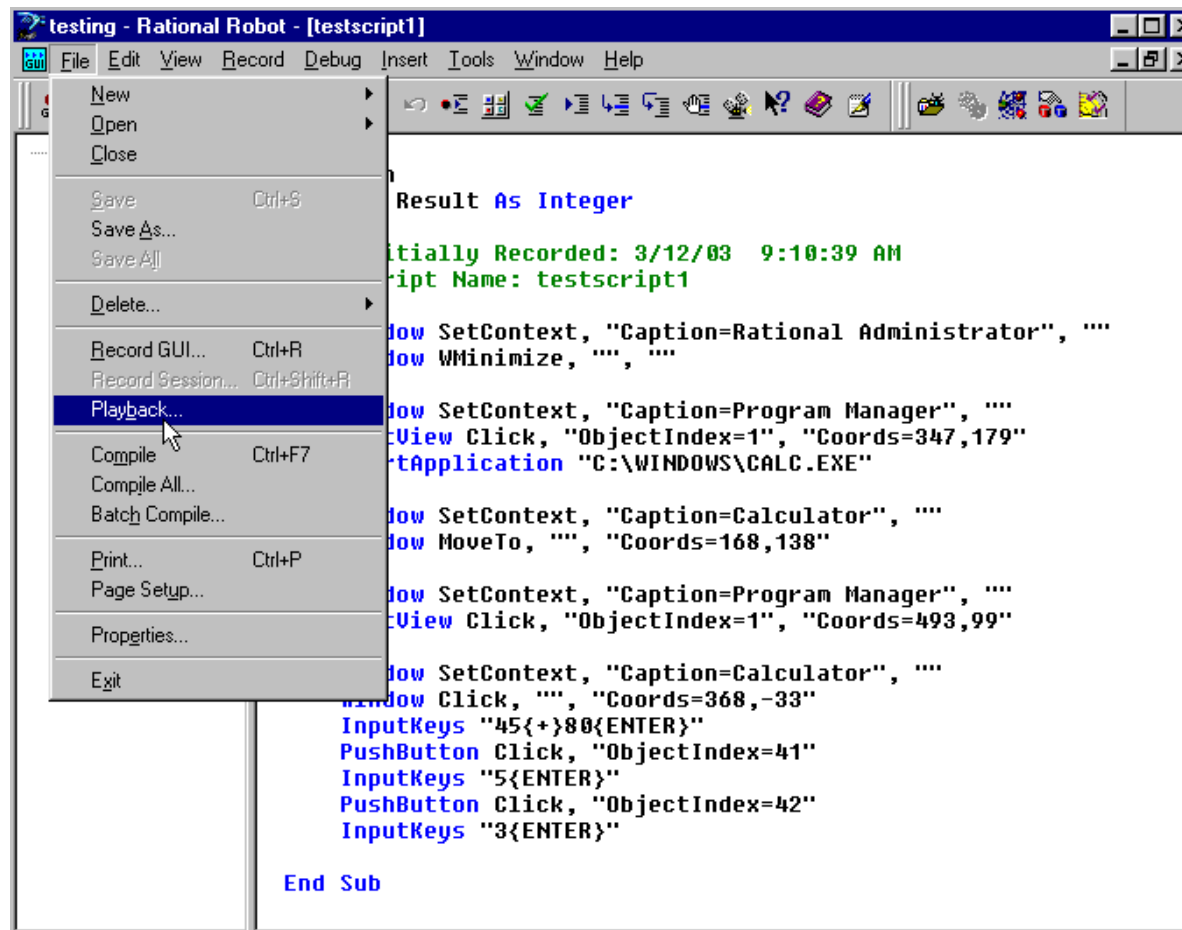 testing - Rational Robot - [testscript1]
File Edit View Record Debug Insert Tools Window Help
New
Open
Close
Save Ctrl+S
Save As...
Save All
Delete...
Record GUI... Ctrl+R
Record Session... Ctrl+Shift+R
Playback...
Compile Ctrl+F7
Compile All...
Batch Compile...
Print... Ctrl+P
Page Setup...
Properties...
Exit
Result As Integer
itially Recorded: 3/12/03 9:10:39 AM
ript Name: testscript1
dow SetContext, "Caption=Rational Administrator", ""
dow WMinimize, "", ""
dow SetContext, "Caption=Program Manager", ""
tView Click, "ObjectIndex=1", "Coords=347,179"
rtApplication "C:\WINDOWS\CALC.EXE"
dow SetContext, "Caption=Calculator", ""
dow MoveTo, "", "Coords=168,138"
dow SetContext, "Caption=Program Manager", ""
tView Click, "ObjectIndex=1", "Coords=493,99"
dow SetContext, "Caption=Calculator", ""
Window Click, "", "Coords=368,-33"
InputKeys "45{+}80{ENTER}"
PushButton Click, "ObjectIndex=41"
InputKeys "5{ENTER}"
PushButton Click, "ObjectIndex=42"
InputKeys "3{ENTER}"
End Sub